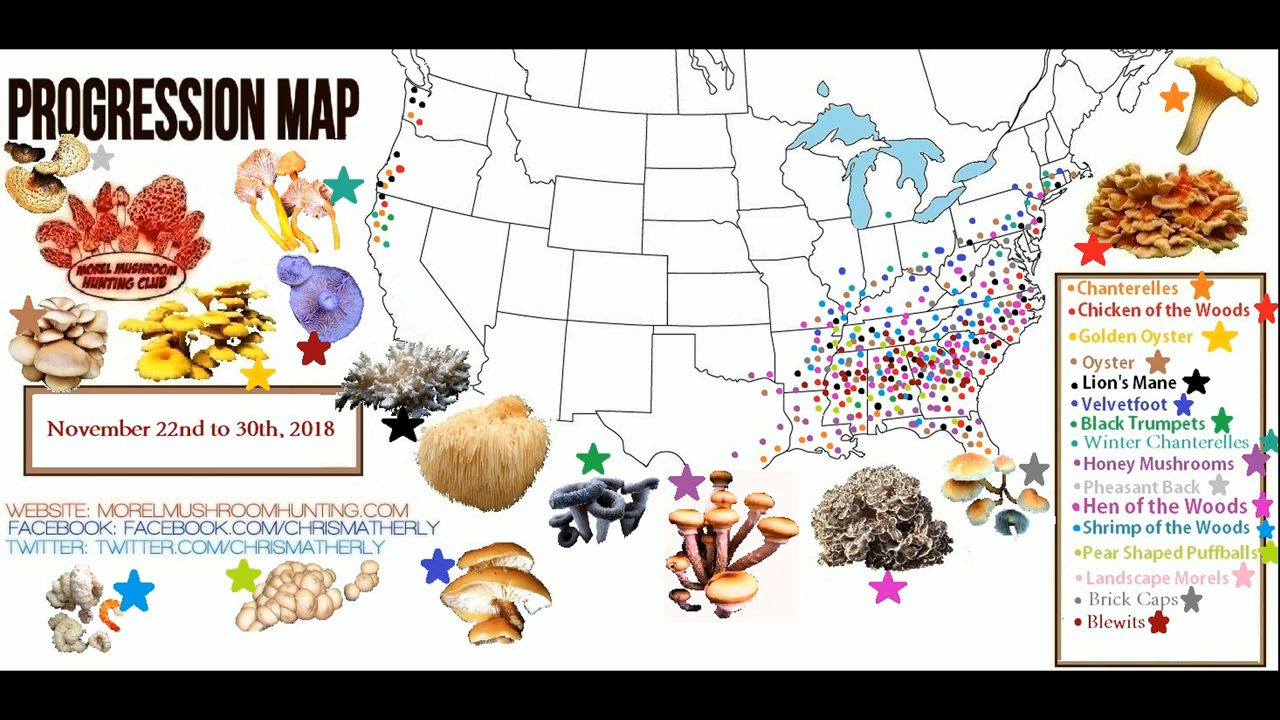 PROGRESSION MAP
MOREL MUSHROOM
HUNTING CLUB
November 22nd to 30th, 2018
WEBSITE: MORELMUSHROOMHUNTING.COM
FACEBOOK: FACEBOOK.COM/CHRISMATHERLY
TWITTER: TWITTER.COM/CHRISMATHERLY
Chanterelles
Chicken of the Woods
Golden Oyster
Oyster
Lion's Mane
Velvetfoot
Black Trumpets
Winter Chanterelles
Honey Mushrooms
Pheasant Back
Hen of the Woods
Shrimp of the Woods
Pear Shaped Puffballs
Landscape Morels
Brick Caps
Blewits